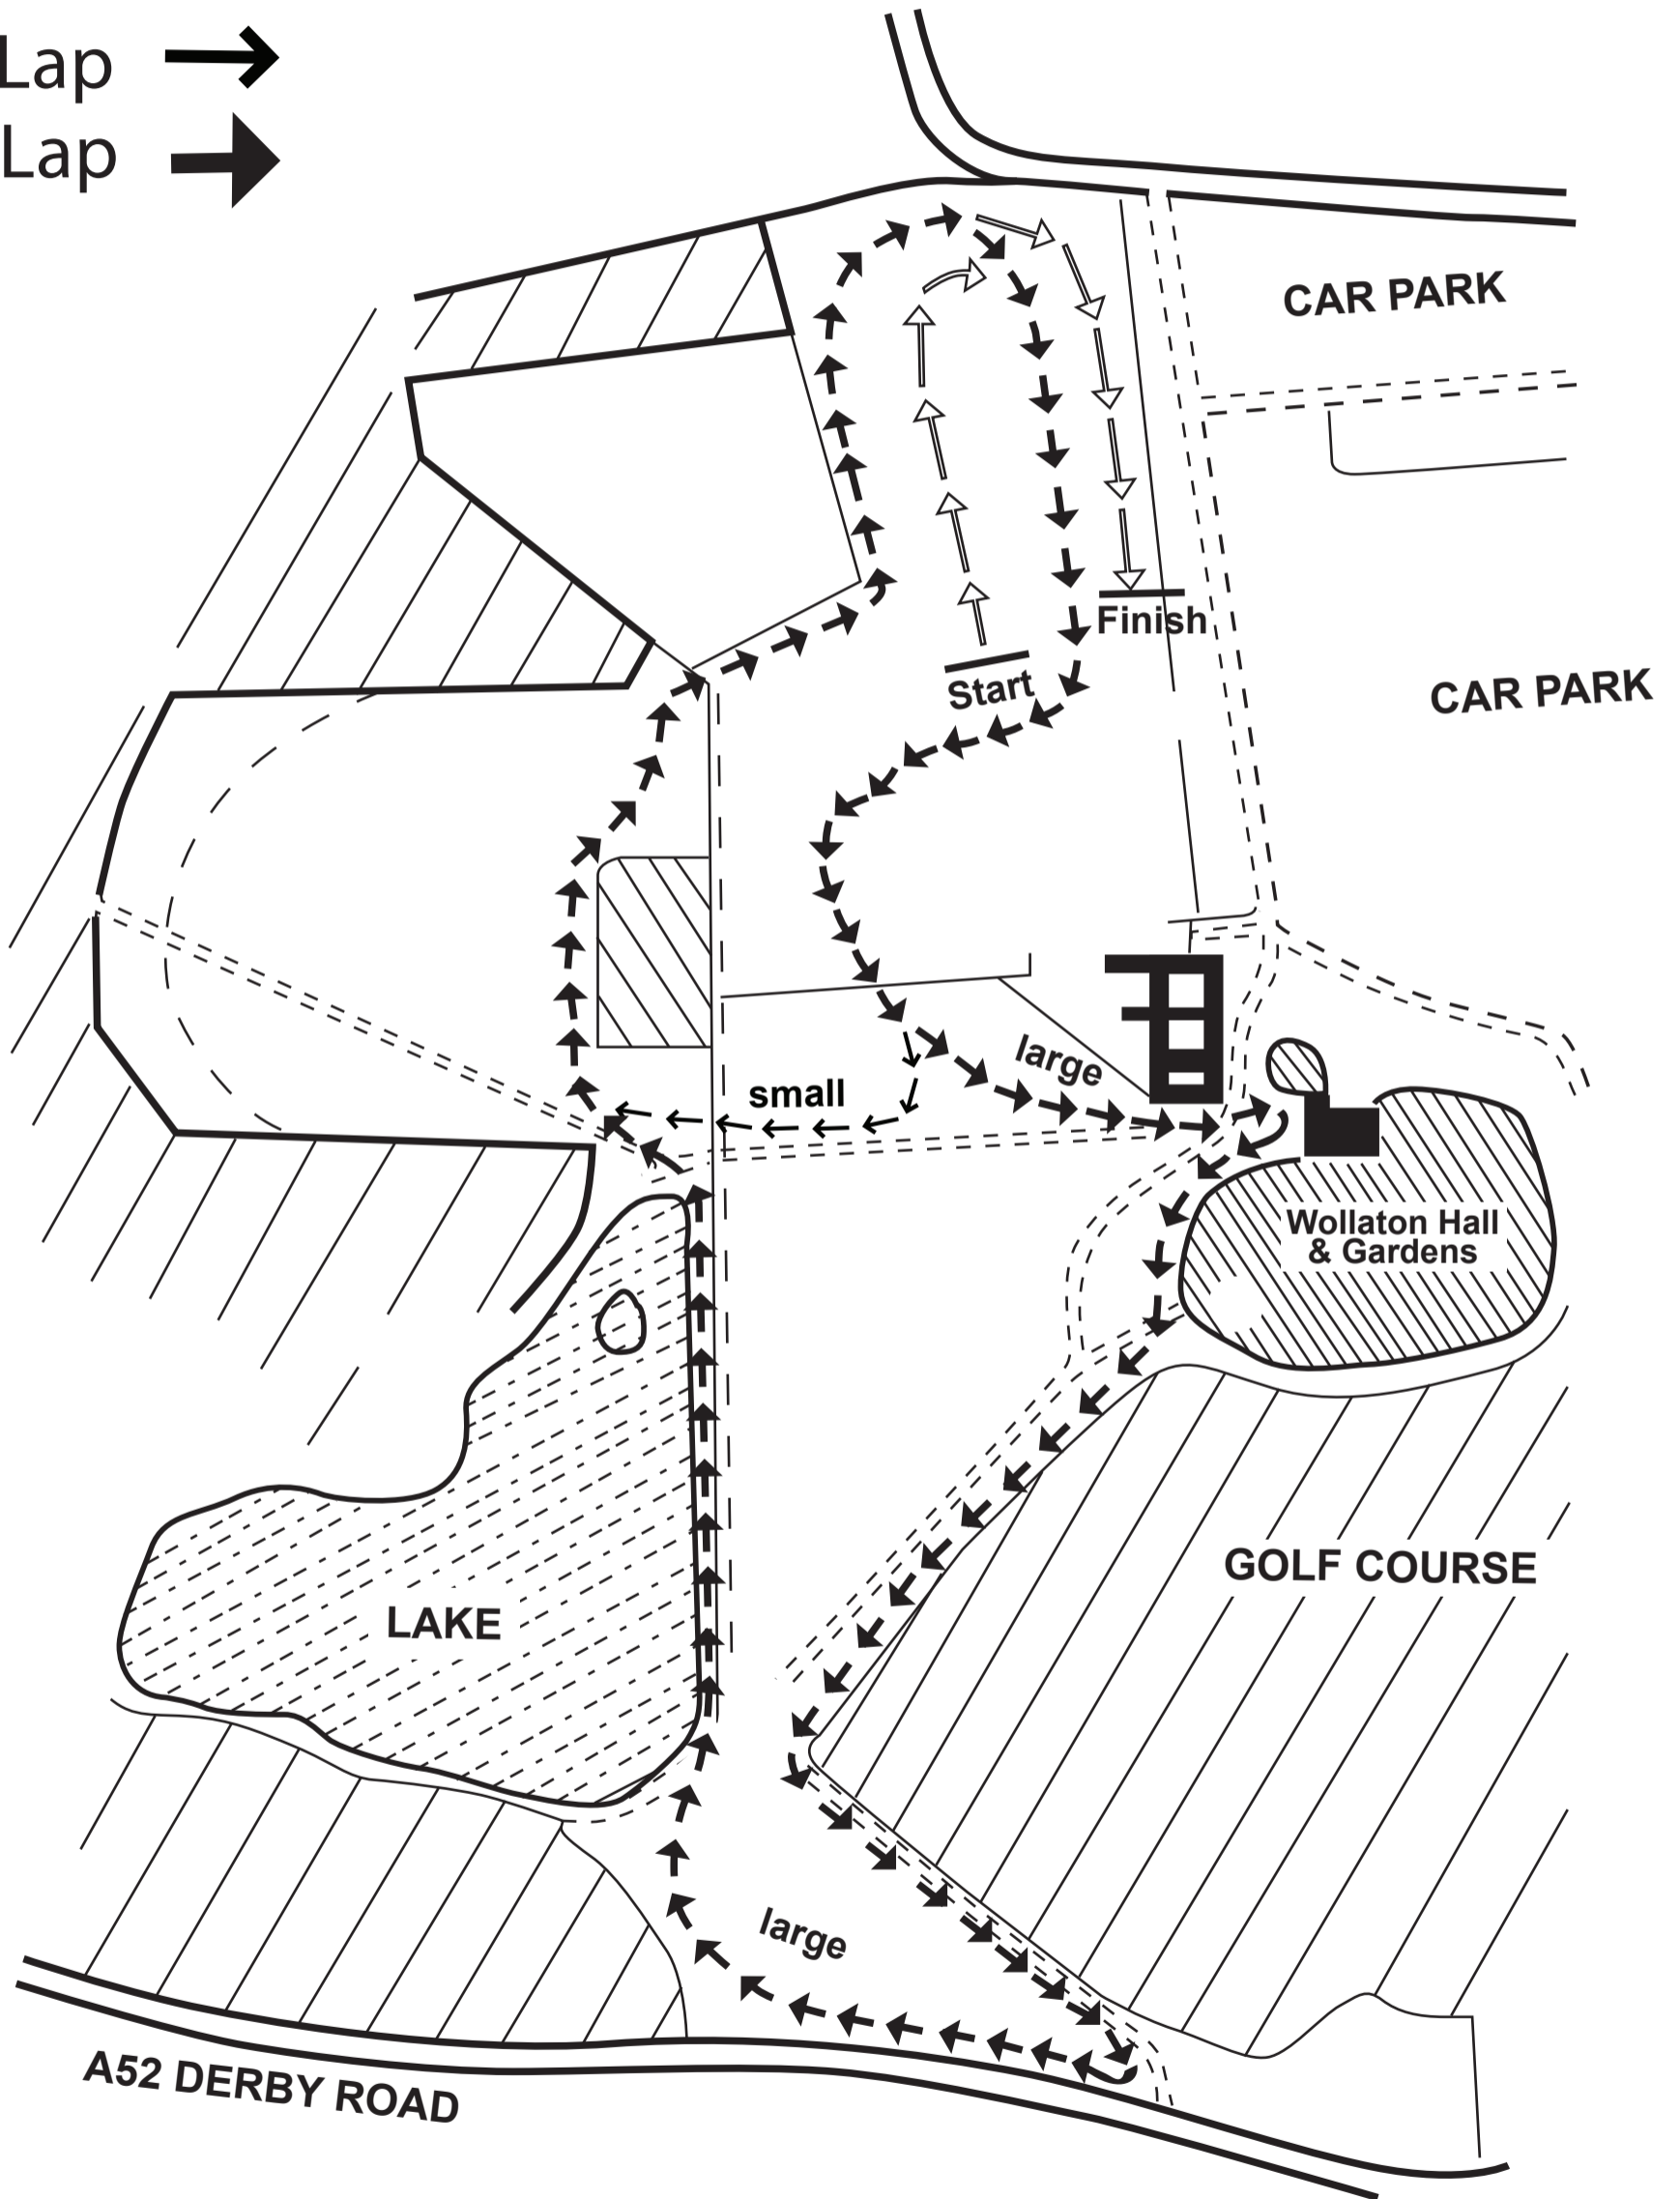 Lap
Lap
CAR PARK
Finish
Start
CAR PARK
large
small
Wollaton Hall
& Gardens
GOLF COURSE
LAKE
large
A52 DERBY ROAD